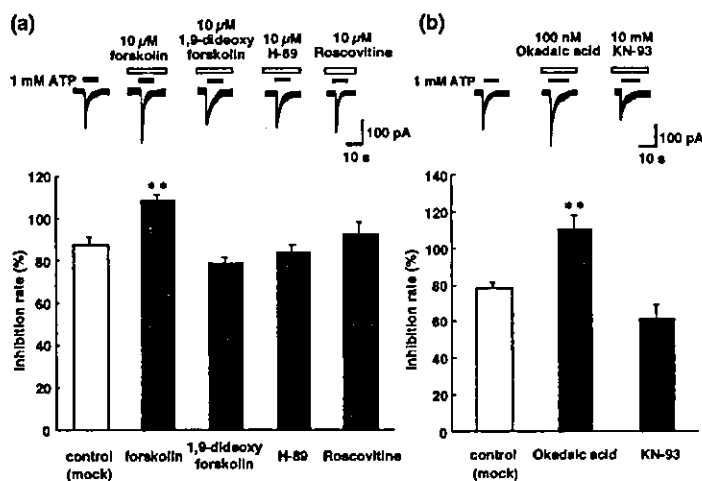 (a)
10 µM
forskolin
10 µM
1,9-dideoxy
forskolin
10 µM
H-89
10 µM
Roscovitine
1 mM ATP
100 pA
10 s
120
100
80
60
40
20
0
Inhibition rate (%)
control
(mock)
forskolin
1,9-dideoxy
forskolin
H-89
Roscovitine
**
(b)
100 nM
Okadaic acid
10 mM
KN-93
1 mM ATP
100 pA
10 s
140
120
100
80
60
40
20
0
Inhibition rate (%)
**
control
(mock)
Okadaic acid
KN-93